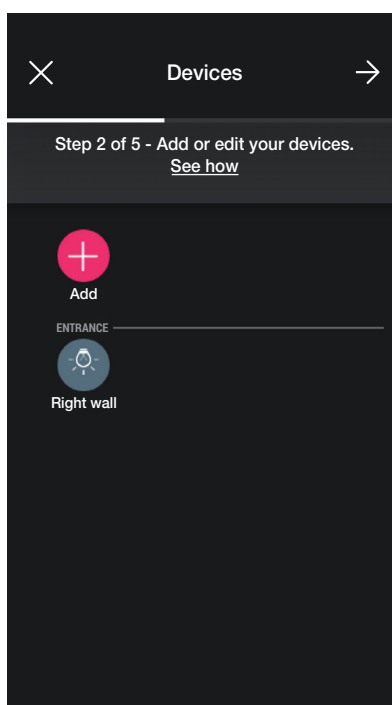 Devices
Step 2 of 5 - Add or edit your devices.
See how
Add
ENTRANCE
Right wall